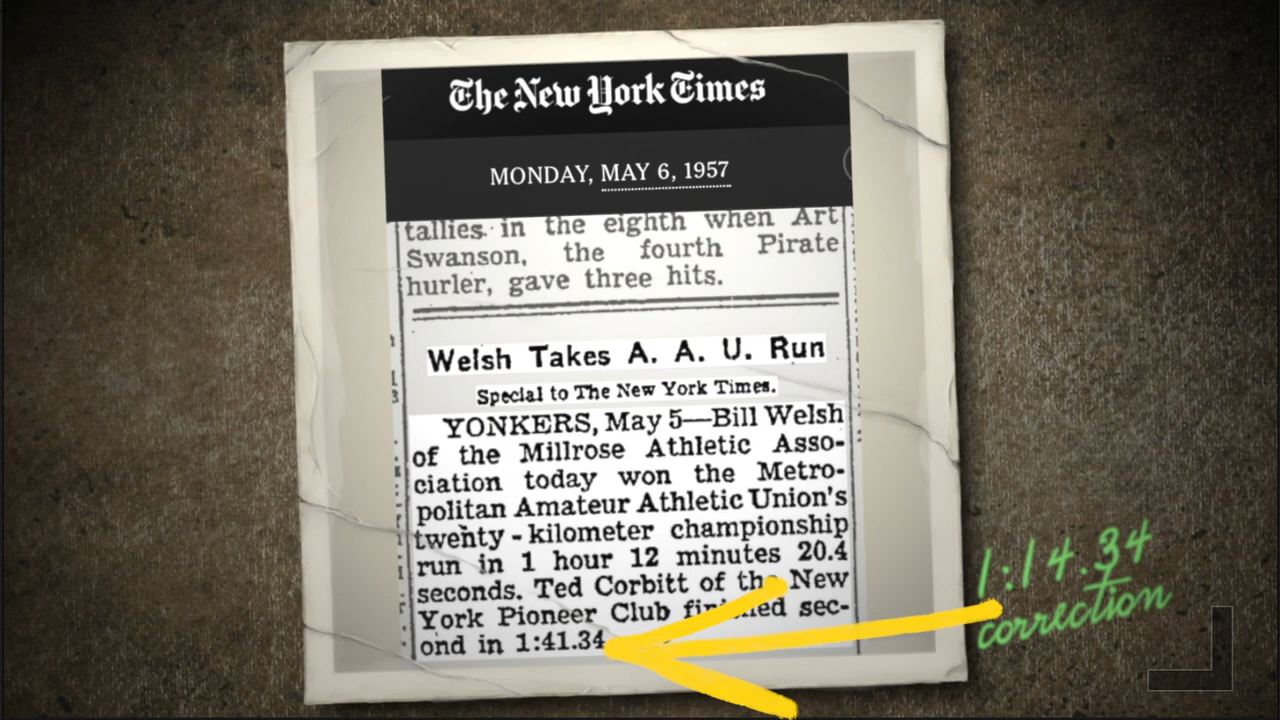 The New York Times
MONDAY, MAY 6, 1957
tallies in the eighth when Art
Swanson, the fourth Pirate
hurler, gave three hits.
Welsh Takes A. A. U. Run
Special to The New York Times.
YONKERS, May 5—Bill Welsh
of the Millrose Athletic Asso-
ciation today won the Metro-
politan Amateur Athletic Union's
twenty-kilometer championship
run in 1 hour 12 minutes 20.4
seconds. Ted Corbitt of the New
York Pioneer Club finished sec-
ond in 1:41.34
1:14.34
correction